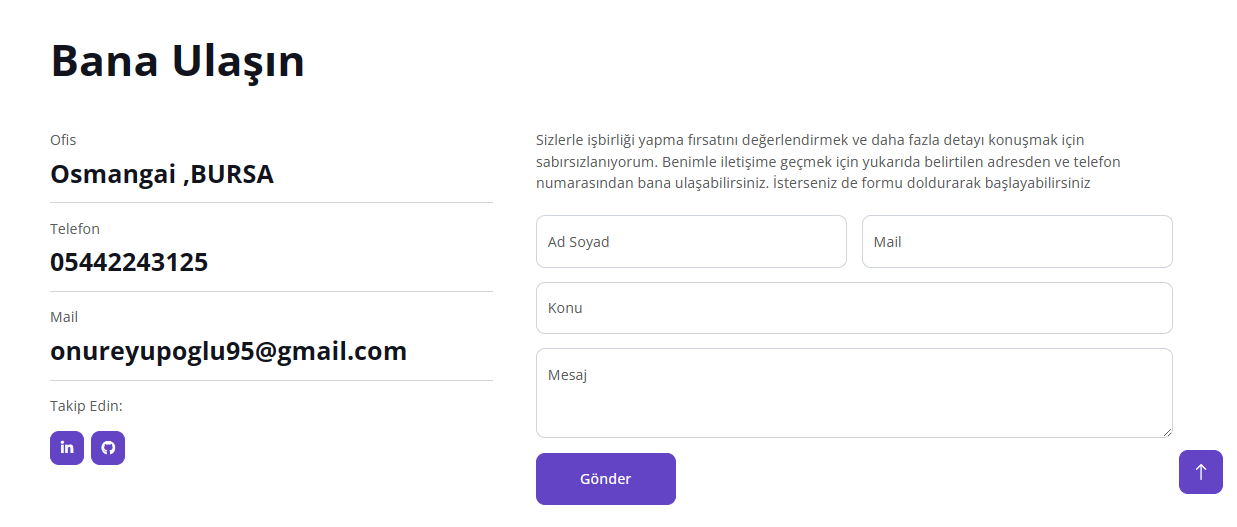 Bana Ulaşın
Ofis
Osmangai ,BURSA
Telefon
05442243125
Mail
onureyupoglu95@gmail.com
Takip Edin:
in
Sizlerle işbirliği yapma fırsatını değerlendirmek ve daha fazla detayı konuşmak için
sabırsızlanıyorum. Benimle iletişime geçmek için yukarıda belirtilen adresden ve telefon
numarasından bana ulaşabilirsiniz. İsterseniz de formu doldurarak başlayabilirsiniz
Ad Soyad
Mail
Konu
Mesaj
Gönder